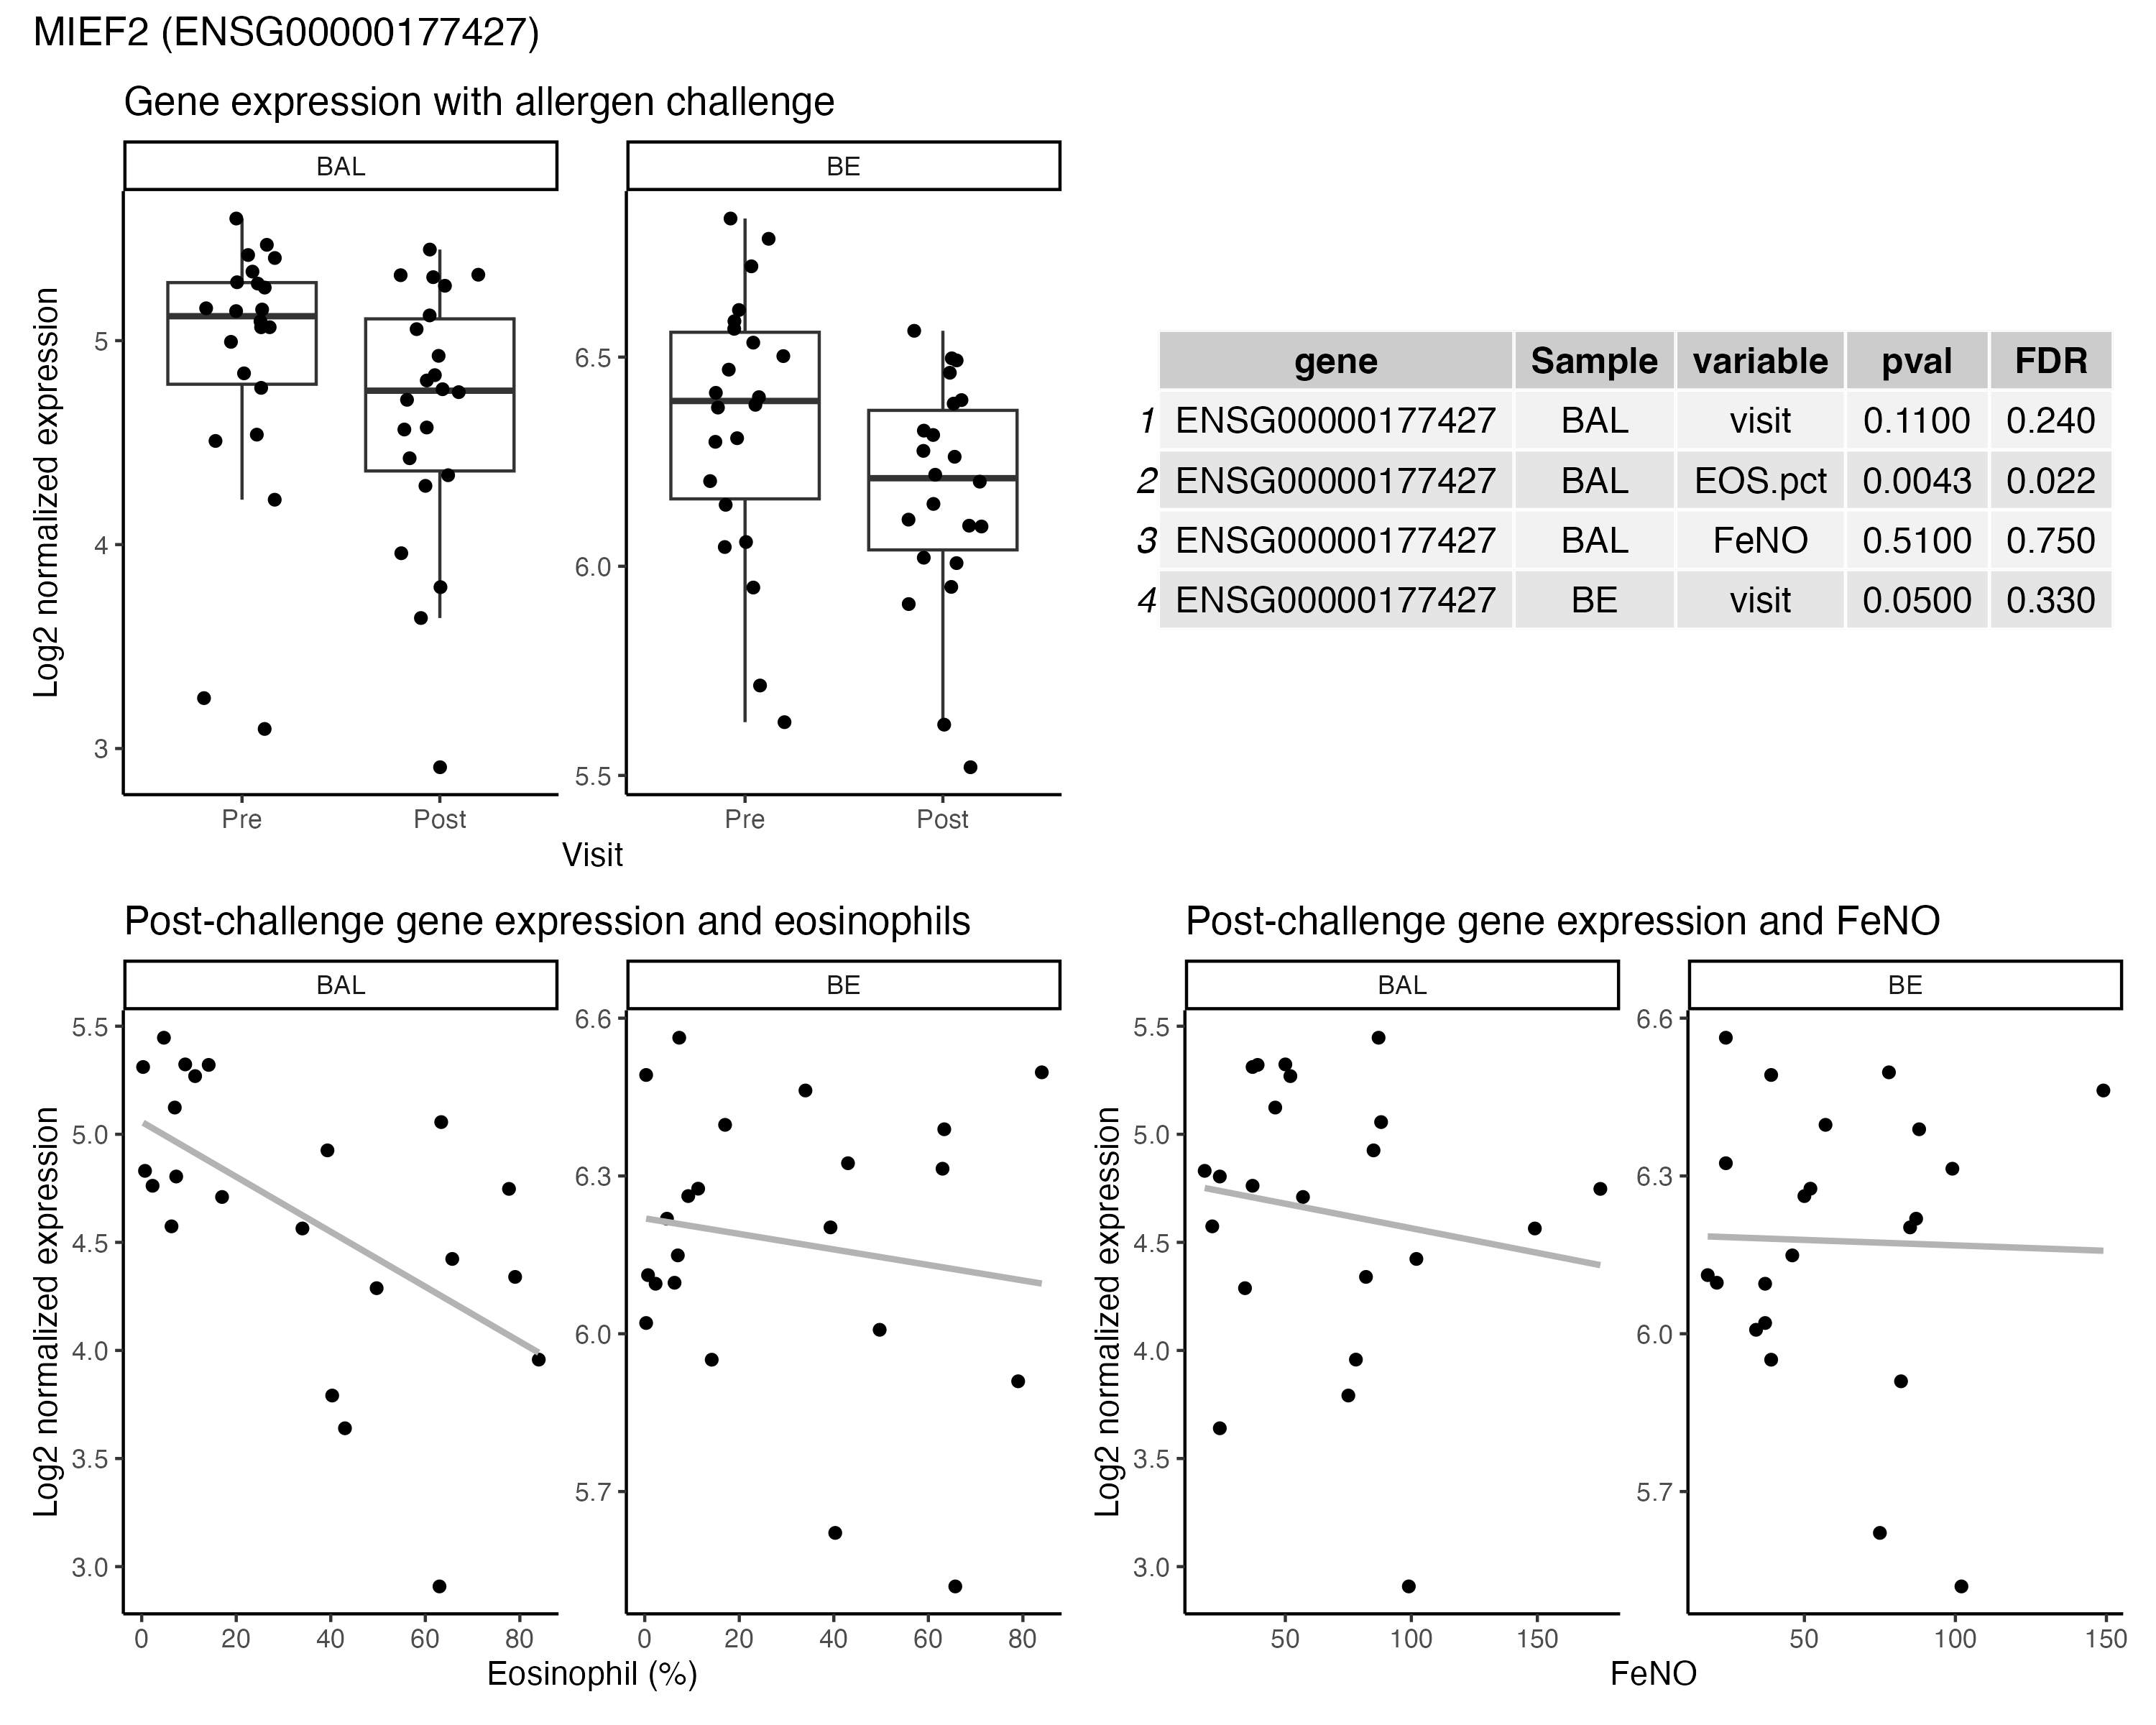 MIEF2 (ENSG00000177427)
Gene expression with allergen challenge
BAL
BE
Log2 normalized expression
5
4
3
6.5
6.0
5.5
Pre
Post
Pre
Post
Visit
gene Sample variable pval FDR
1 ENSG00000177427 BAL visit 0.1100 0.240
2 ENSG00000177427 BAL EOS.pct 0.0043 0.022
3 ENSG00000177427 BAL FeNO 0.5100 0.750
4 ENSG00000177427 BE visit 0.0500 0.330
Post-challenge gene expression and eosinophils
BAL
BE
Log2 normalized expression
5.5
5.0
4.5
4.0
3.5
3.0
6.6
6.3
6.0
5.7
0 20 40 60 80
0 20 40 60 80
Eosinophil (%)
Post-challenge gene expression and FeNO
BAL
BE
Log2 normalized expression
5.5
5.0
4.5
4.0
3.5
3.0
6.6
6.3
6.0
5.7
50 100 150
50 100 150
FeNO